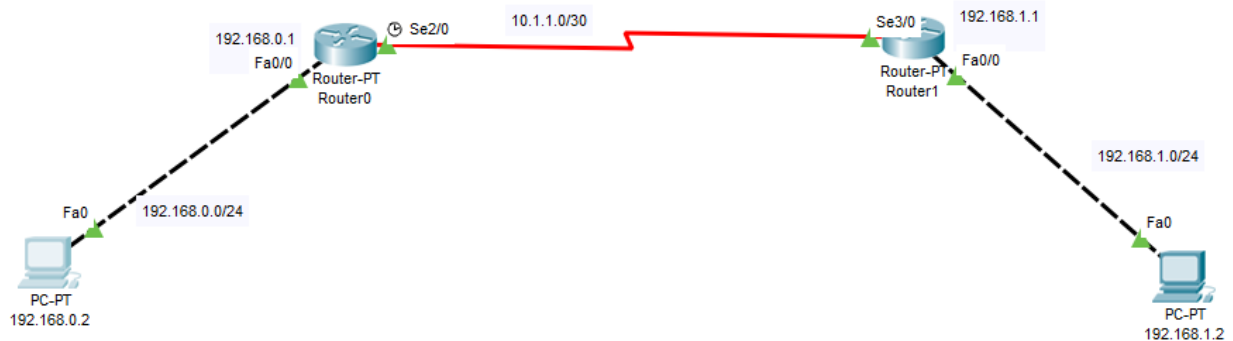 10.1.1.0/30
192.168.1.1
Se2/0
Se3/0
192.168.0.1
Fa0/0
Fa0/0
Router-PT
Router0
Router-PT
Router1
192.168.1.0/24
Fa0
192.168.0.0/24
Fa0
PC-PT
192.168.0.2
PC-PT
192.168.1.2